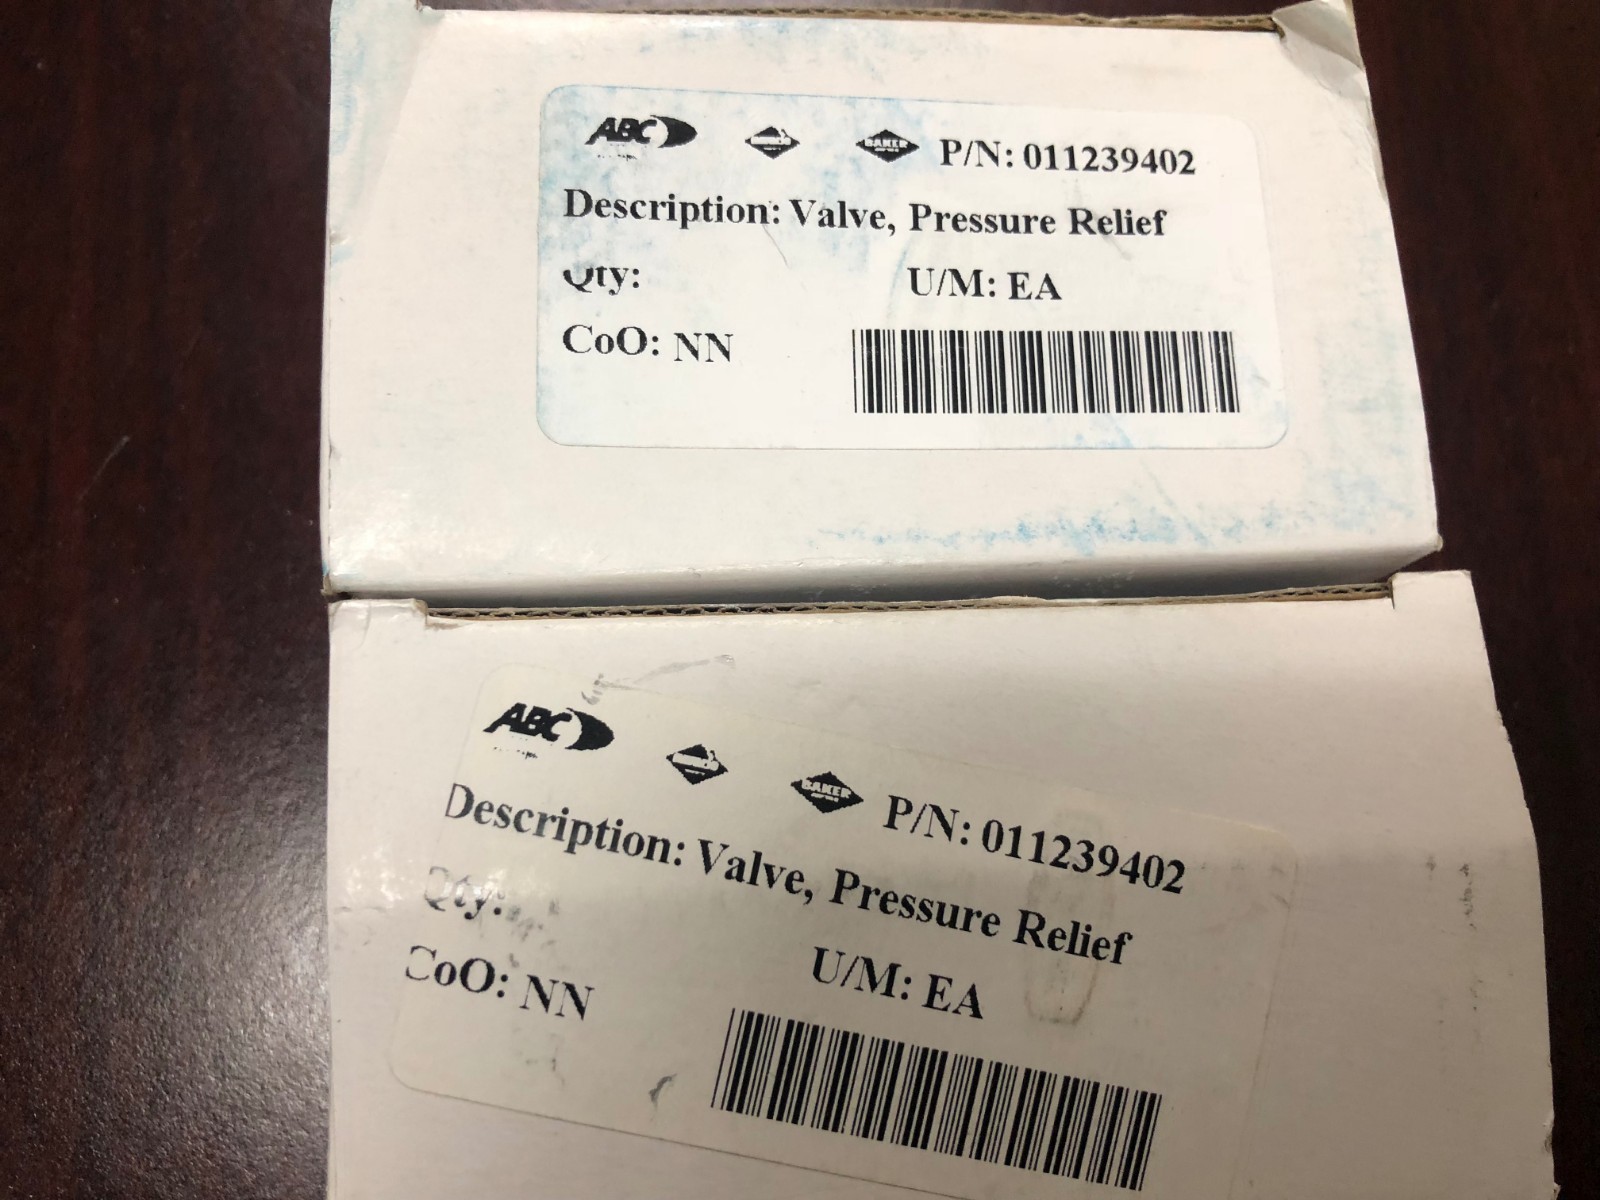 ABC
BAKER
P/N: 011239402
Description: Valve, Pressure Relief
Qty:
U/M: EA
CoO: NN
ABC
BAKER
P/N: 011239402
Description: Valve, Pressure Relief
Qty:
U/M: EA
CoO: NN